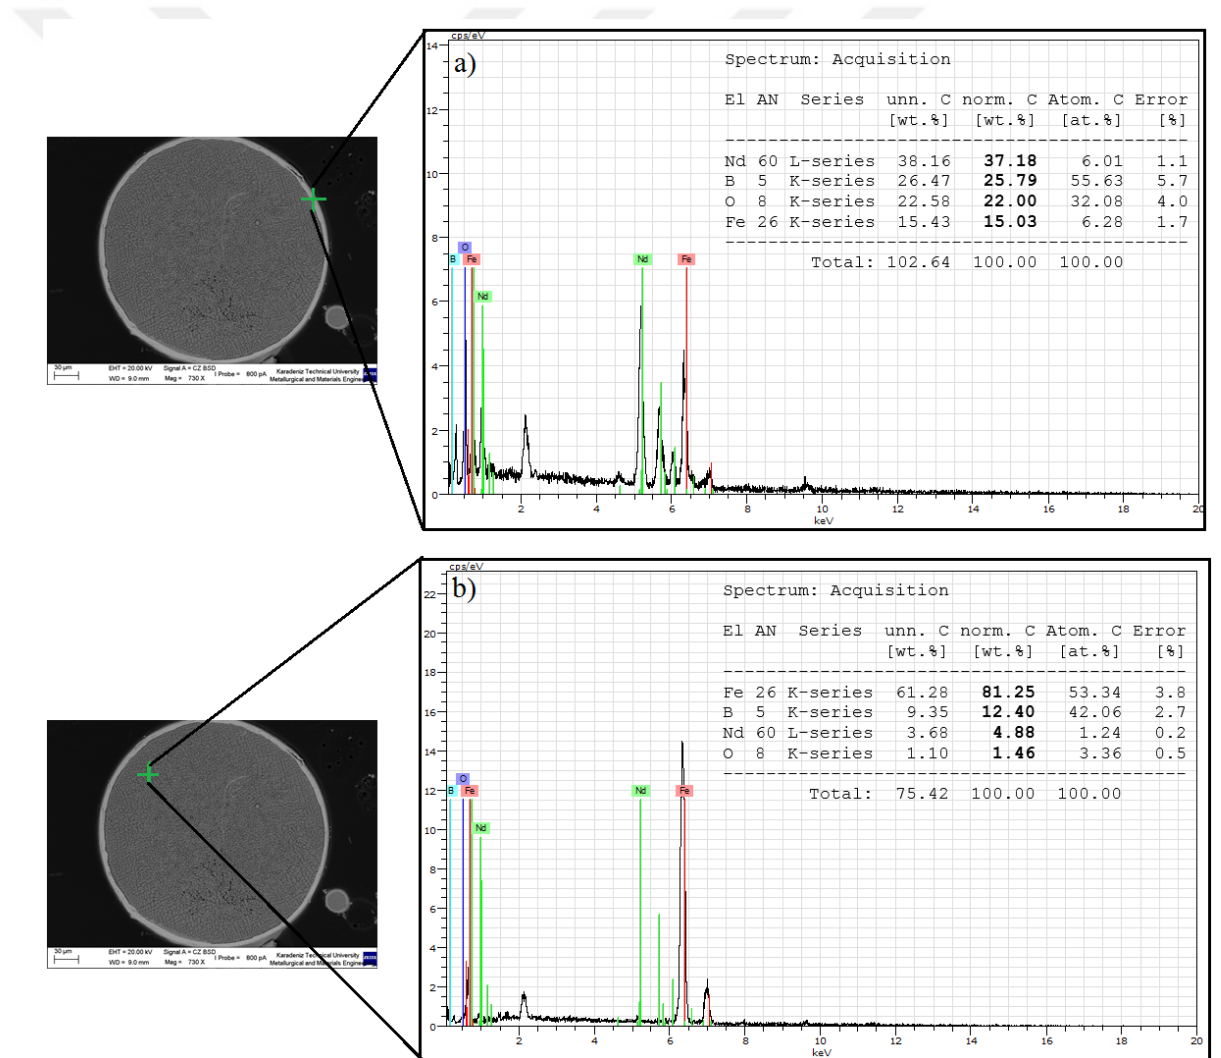 cps/eV
a)
Spectrum: Acquisition
El AN Series unn. C norm. C Atom. C Error
[wt.%] [wt.%] [at.%] [%]
Nd 60 L-series 38.16 37.18 6.01 1.1
B 5 K-series 26.47 25.79 55.63 5.7
O 8 K-series 22.58 22.00 32.08 4.0
Fe 26 K-series 15.43 15.03 6.28 1.7
Total: 102.64 100.00 100.00
14
12
10
8
6
4
2
0
O
B Fe Nd Fe
Nd
2 4 6 8 10 12 14 16 18 20
keV
30 µm EHT = 20.00 kV Signal A = CZ BSD I Probe = 800 pA Karadeniz Technical University
WD = 9.0 mm Mag = 730 X Metallurgical and Materials Engine
cps/eV
b)
Spectrum: Acquisition
El AN Series unn. C norm. C Atom. C Error
[wt.%] [wt.%] [at.%] [%]
Fe 26 K-series 61.28 81.25 53.34 3.8
B 5 K-series 9.35 12.40 42.06 2.7
Nd 60 L-series 3.68 4.88 1.24 0.2
O 8 K-series 1.10 1.46 3.36 0.5
Total: 75.42 100.00 100.00
22
20
18
16
14
12
10
8
6
4
2
0
O
B Fe Nd Fe
Nd
2 4 6 8 10 12 14 16 18 20
keV
30 µm EHT = 20.00 kV Signal A = CZ BSD I Probe = 800 pA Karadeniz Technical University
WD = 9.0 mm Mag = 730 X Metallurgical and Materials Engine